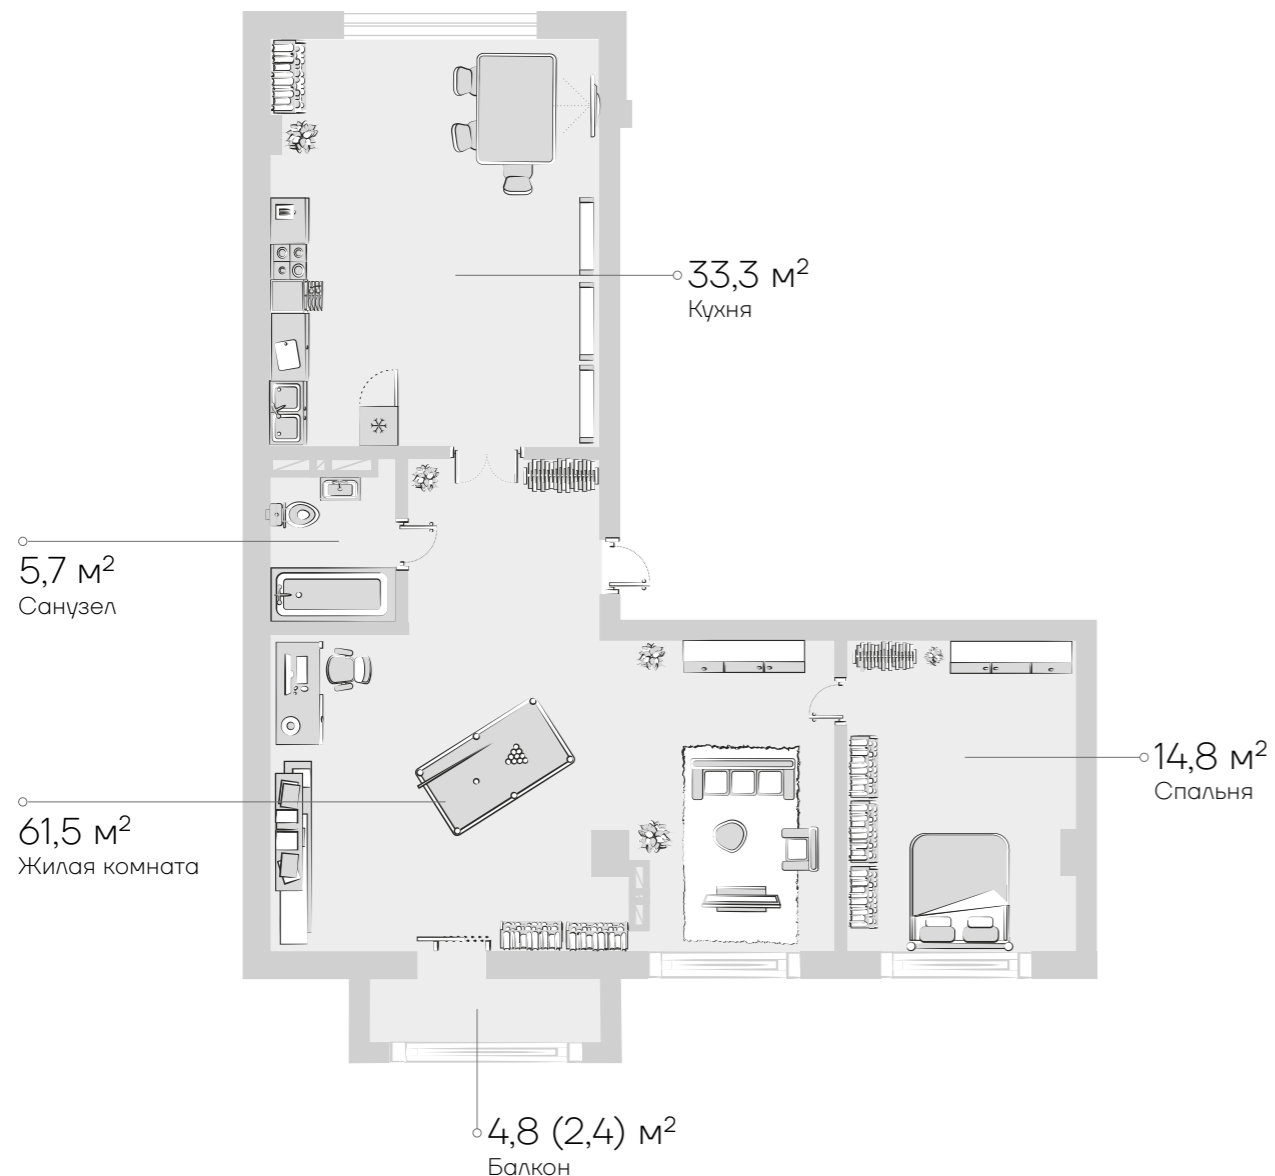 33,3 м²
Кухня
5,7 м²
Санузел
14,8 м²
Спальня
61,5 м²
Жилая комната
4,8 (2,4) м²
Балкон